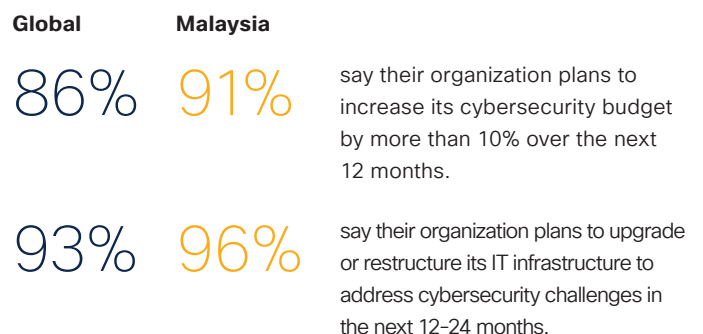 Global Malaysia
86% 91% say their organization plans to
increase its cybersecurity budget
by more than 10% over the next
12 months.
93% 96% say their organization plans to upgrade
or restructure its IT infrastructure to
address cybersecurity challenges in
the next 12-24 months.